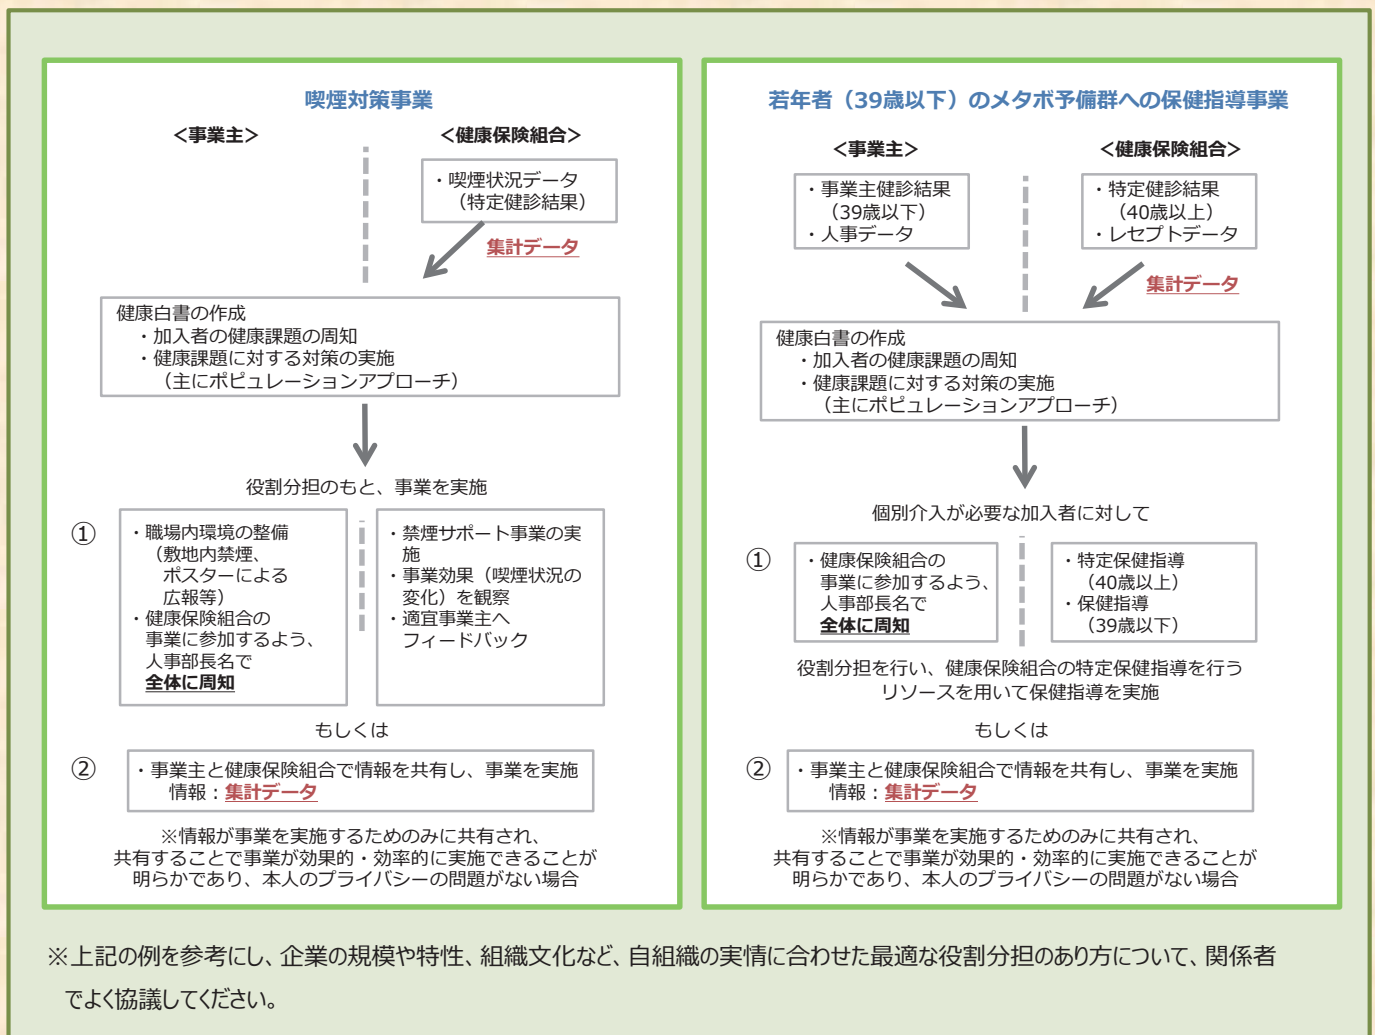 喫煙対策事業
＜事業主＞
＜健康保険組合＞
・喫煙状況データ
（特定健診結果）
集計データ
健康白書の作成
・加入者の健康課題の周知
・健康課題に対する対策の実施
（主にポピュレーションアプローチ）
役割分担のもと、事業を実施
①
・職場内環境の整備
（敷地内禁煙、
ポスターによる
広報等）
・健康保険組合の
事業に参加するよう、
人事部長名で
全体に周知
・禁煙サポート事業の実
施
・事業効果（喫煙状況の
変化）を観察
・適宜事業主へ
フィードバック
もしくは
②
・事業主と健康保険組合で情報を共有し、事業を実施
情報：集計データ
※情報が事業を実施するためのみに共有され、
共有することで事業が効果的・効率的に実施できることが
明らかであり、本人のプライバシーの問題がない場合
若年者（39歳以下）のメタボ予備群への保健指導事業
＜事業主＞
＜健康保険組合＞
・事業主健診結果
（39歳以下）
・人事データ
・特定健診結果
（40歳以上）
・レセプトデータ
集計データ
健康白書の作成
・加入者の健康課題の周知
・健康課題に対する対策の実施
（主にポピュレーションアプローチ）
個別介入が必要な加入者に対して
①
・健康保険組合の
事業に参加するよう、
人事部長名で
全体に周知
・特定保健指導
（40歳以上）
・保健指導
（39歳以下）
役割分担を行い、健康保険組合の特定保健指導を行う
リソースを用いて保健指導を実施
もしくは
②
・事業主と健康保険組合で情報を共有し、事業を実施
情報：集計データ
※情報が事業を実施するためのみに共有され、
共有することで事業が効果的・効率的に実施できることが
明らかであり、本人のプライバシーの問題がない場合
※上記の例を参考にし、企業の規模や特性、組織文化など、自組織の実情に合わせた最適な役割分担のあり方について、関係者
でよく協議してください。